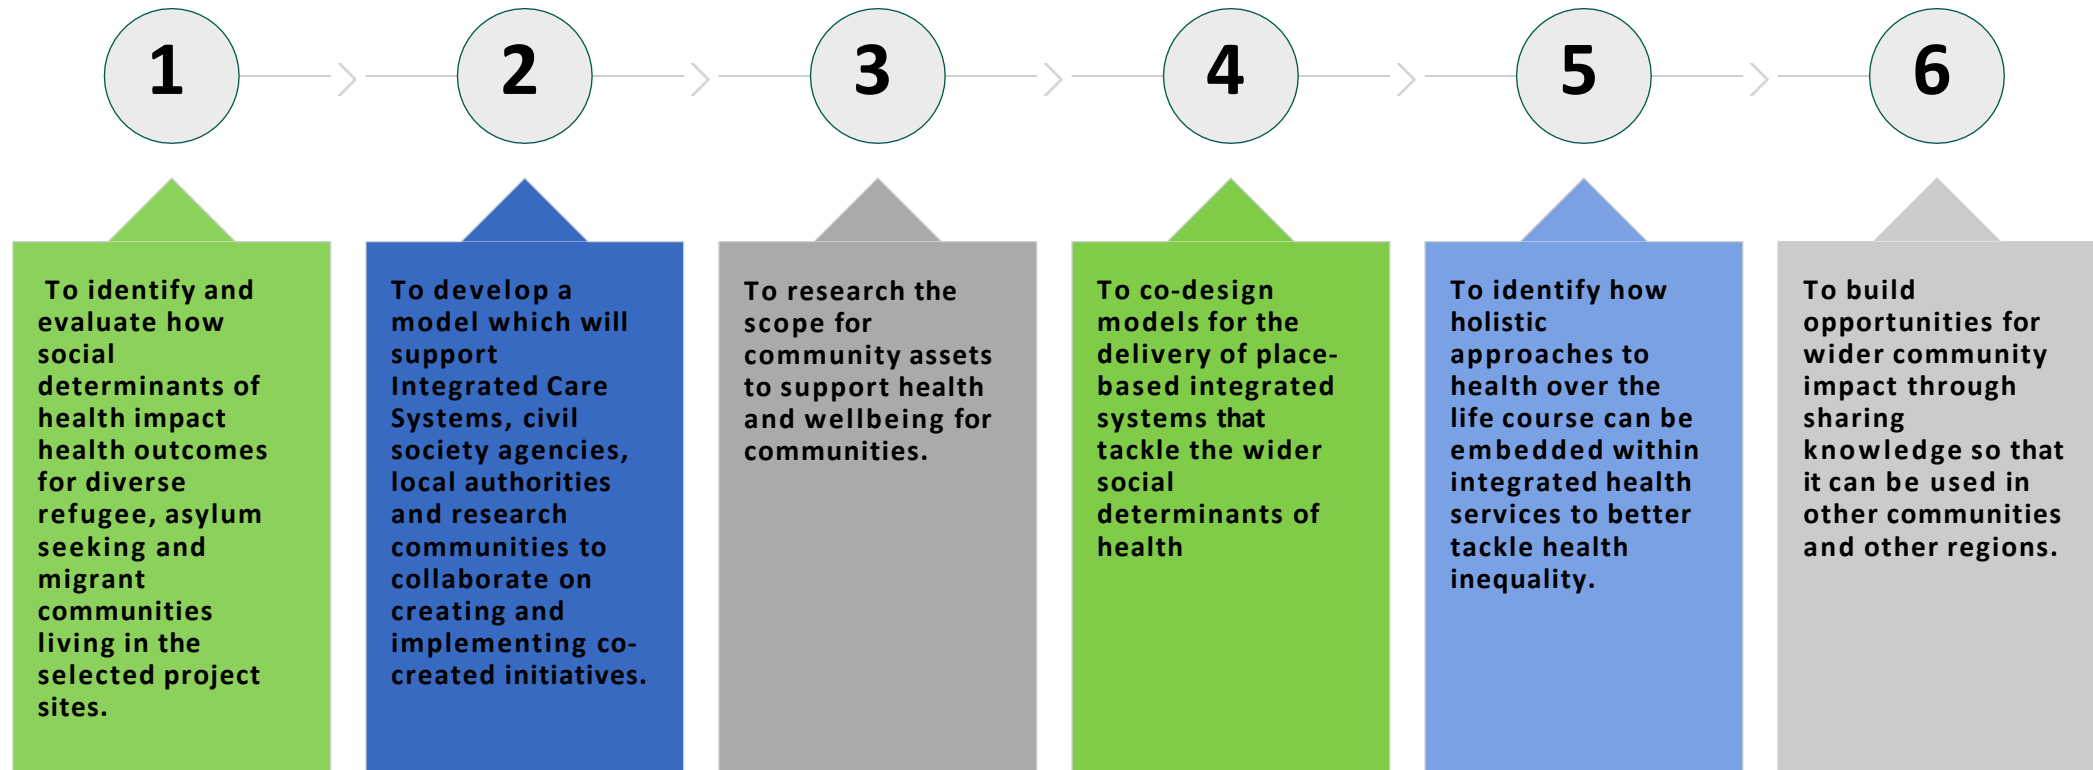 1
2
3
4
5
6
To identify and
evaluate how
social
determinants of
health impact
health outcomes
for diverse
refugee, asylum
seeking and
migrant
communities
living in the
selected project
sites.
To develop a
model which will
support
Integrated Care
Systems, civil
society agencies,
local authorities
and research
communities to
collaborate on
creating and
implementing co-
created initiatives.
To research the
scope for
community assets
to support health
and wellbeing for
communities.
To co-design
models for the
delivery of place-
based integrated
systems that
tackle the wider
social
determinants of
health
To identify how
holistic
approaches to
health over the
life course can be
embedded within
integrated health
services to better
tackle health
inequality.
To build
opportunities for
wider community
impact through
sharing
knowledge so that
it can be used in
other communities
and other regions.